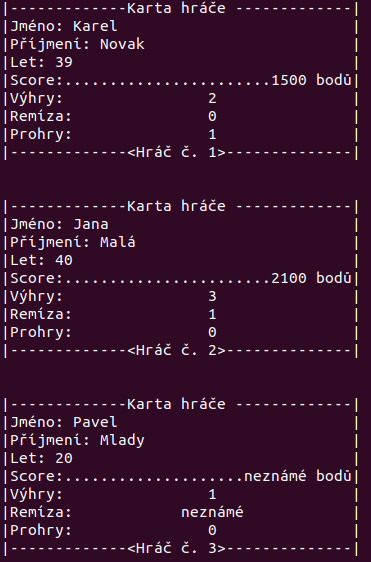 |-------------Karta hráče -------------|
|Jméno: Karel                          |
|Příjmení: Novak                       |
|Let: 39                               |
|Score:.......................1500 bodů|
|Výhry:                2               |
|Remíza:               0               |
|Prohry:               1               |
|-------------<Hráč č. 1>--------------|
|-------------Karta hráče -------------|
|Jméno: Jana                           |
|Příjmení: Malá                        |
|Let: 40                               |
|Score:.......................2100 bodů|
|Výhry:                3               |
|Remíza:               1               |
|Prohry:               0               |
|-------------<Hráč č. 2>--------------|
|-------------Karta hráče -------------|
|Jméno: Pavel                          |
|Příjmení: Mlady                       |
|Let: 20                               |
|Score:....................neznámé bodů|
|Výhry:                1               |
|Remíza:            neznámé            |
|Prohry:               0               |
|-------------<Hráč č. 3>--------------|